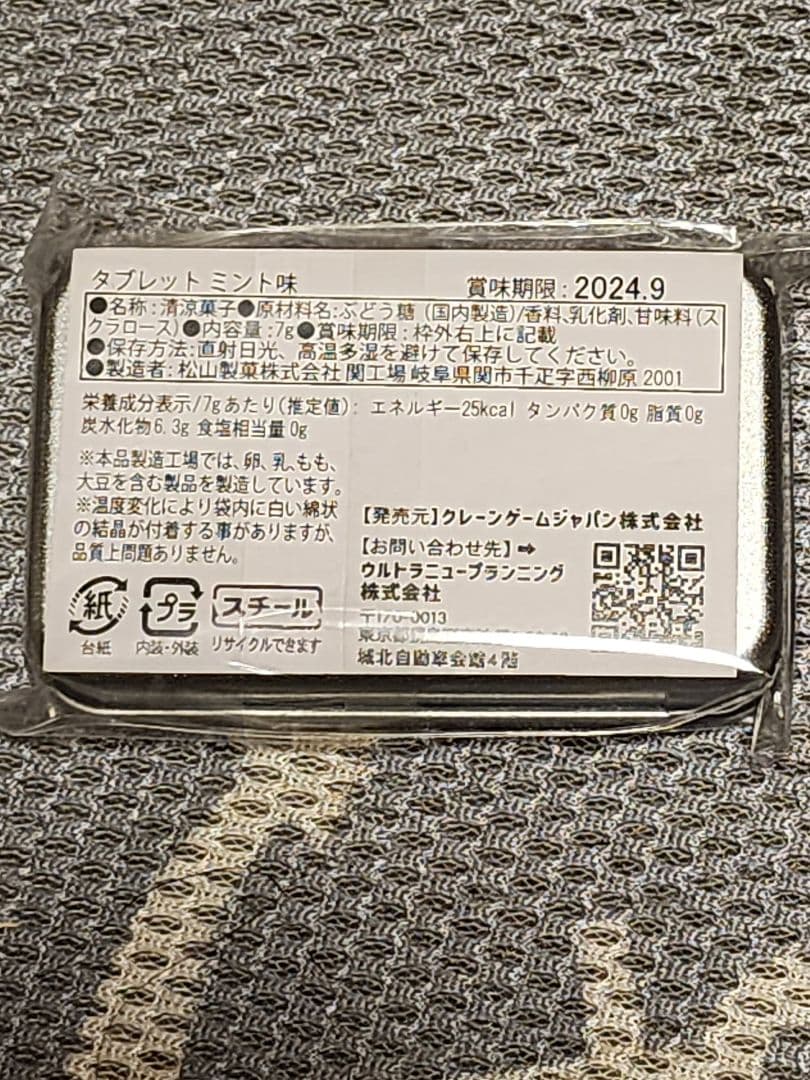 タブレット ミント味
賞味期限:2024.9
●名称:清涼菓子●原材料名:ぶどう糖(国内製造)/香料、乳化剤、甘味料(ス
クラロース)●内容量:7g●賞味期限:枠外右上に記載
●保存方法:直射日光、高温多湿を避けて保存してください。
●製造者:松山製菓株式会社 関工場 岐阜県関市千疋字西柳原 2001
栄養成分表示/7gあたり(推定値): エネルギー25kcal タンパク質0g 脂質0g
炭水化物6.3g 食塩相当量0g
※本品製造工場では、卵、乳、もも、
大豆を含む製品を製造しています。
※温度変化により袋内に白い綿状
の結晶が付着する事がありますが、
品質上問題ありません。
紙
台紙
プラ
内装・外装
スチール
リサイクルできます
【発売元】クレーンゲームジャパン株式会社
【お問い合わせ先】➡
ウルトラニュープランニング
株式会社
〒170-0013
東京都
城北自動車会館4階